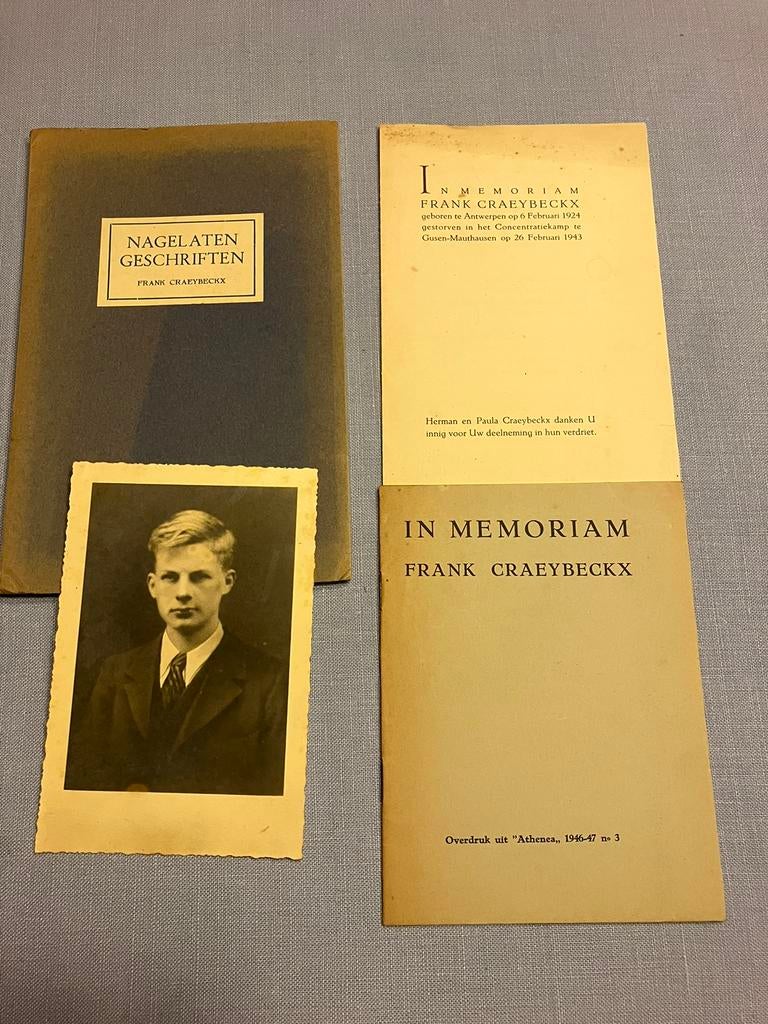 NAGELATEN
GESCHRIFTEN
FRANK CRAEYBECKX
IN MEMORIAM
FRANK CRAEYBECKX
geboren te Antwerpen op 6 Februari 1924
gestorven in het Concentratiekamp te
Gusen-Mauthausen op 26 Februari 1943
Herman en Paula Craeybeckx danken U
innig voor Uw deelneming in hun verdriet.
IN MEMORIAM
FRANK CRAEYBECKX
Overdruk uit "Athenea„ 1946-47 nº 3